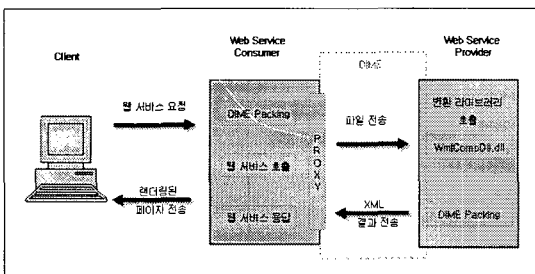 Client
Web Service
Consumer
Web Service
Provider
DIME
웹 서비스 요청
DIME Packing
PROXY
파일 전송
변환 라이브러리
호출
WmlCompDll.dll
웹 서비스 호출
렌더링된
페이지 전송
웹 서비스 응답
XML
결과 전송
DIME Packing